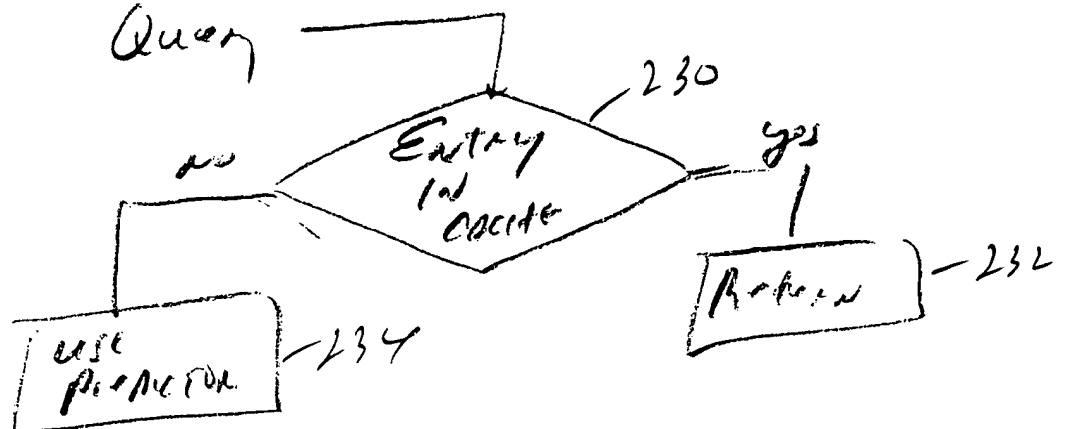 Query
230
Entry
in
cache
no
yes
Return
232
use
predictor
234